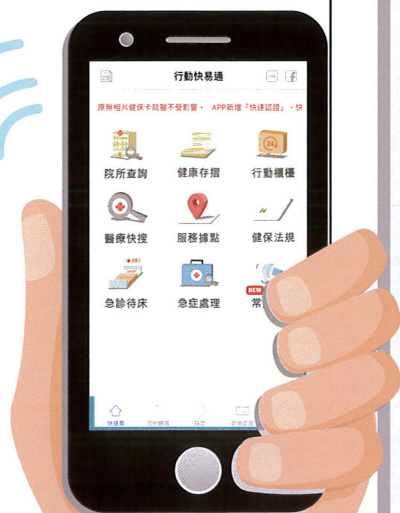 行動快易通
原無相片健保卡就醫不受影響。 APP新增「快速認證」,快
院所查詢 健康存摺 行動櫃檯
24
醫療快搜 服務據點 健保法規
急診待床 急症處理 常
NEW
快速頁